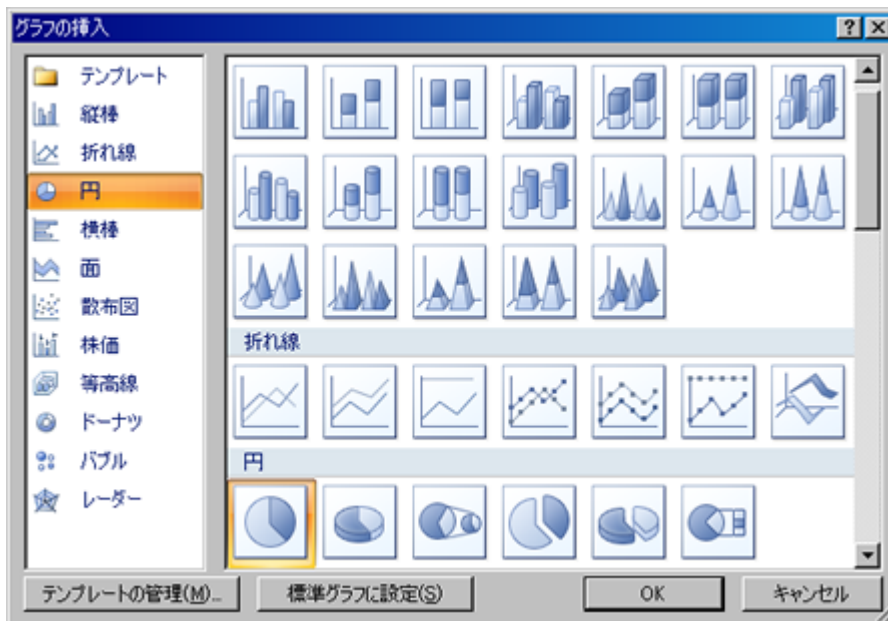 グラフの挿入
テンプレート
縦棒
折れ線
円
横棒
面
散布図
株価
等高線
ドーナツ
バブル
レーダー
折れ線
円
テンプレートの管理(M)...
標準グラフに設定(S)
OK
キャンセル